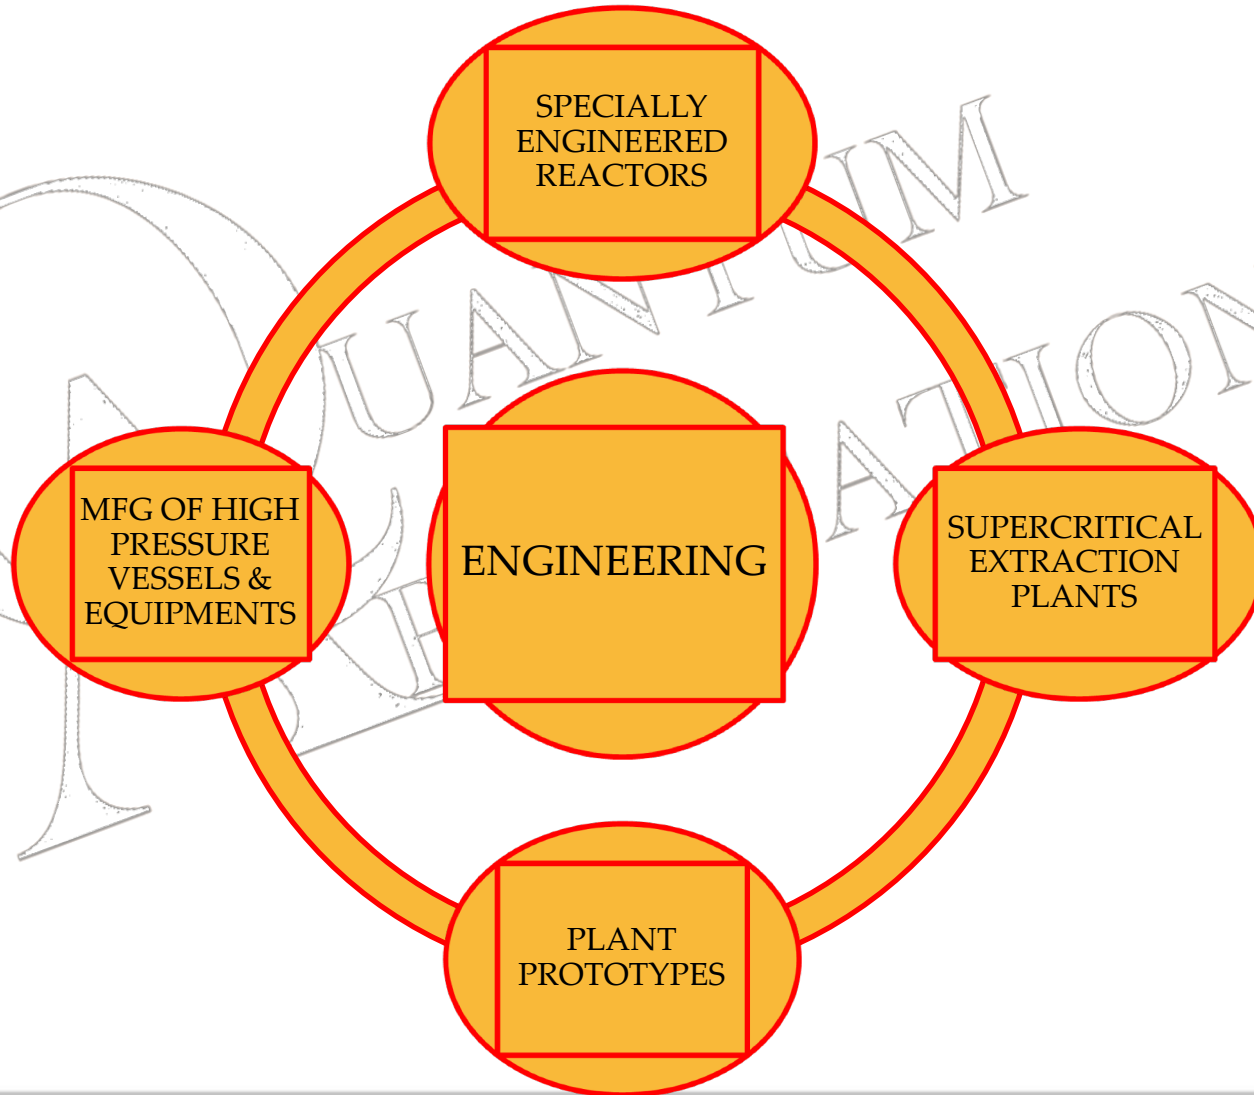 SPECIALLY
ENGINEERED
REACTORS
MFG OF HIGH
PRESSURE
VESSELS &
EQUIPMENTS
ENGINEERING
SUPERCRITICAL
EXTRACTION
PLANTS
PLANT
PROTOTYPES